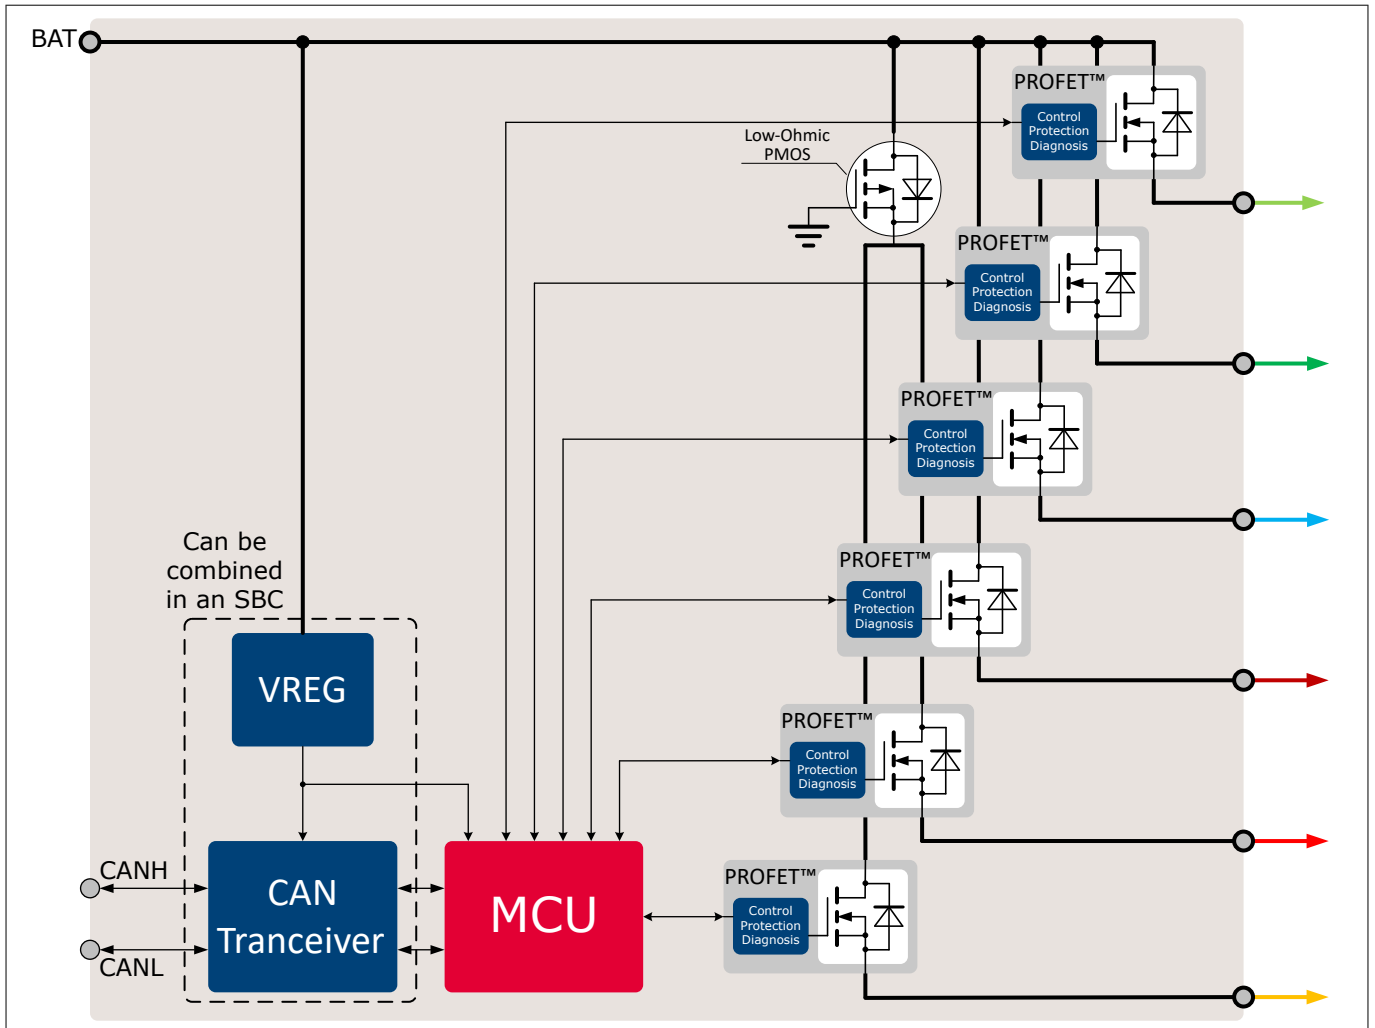 BAT
PROFET™
Control
Protection
Diagnosis
Low-Ohmic
PMOS
PROFET™
Control
Protection
Diagnosis
PROFET™
Control
Protection
Diagnosis
Can be
combined
in an SBC
PROFET™
Control
Protection
Diagnosis
VREG
PROFET™
Control
Protection
Diagnosis
CANH
CANL
CAN
Tranceiver
MCU
PROFET™
Control
Protection
Diagnosis